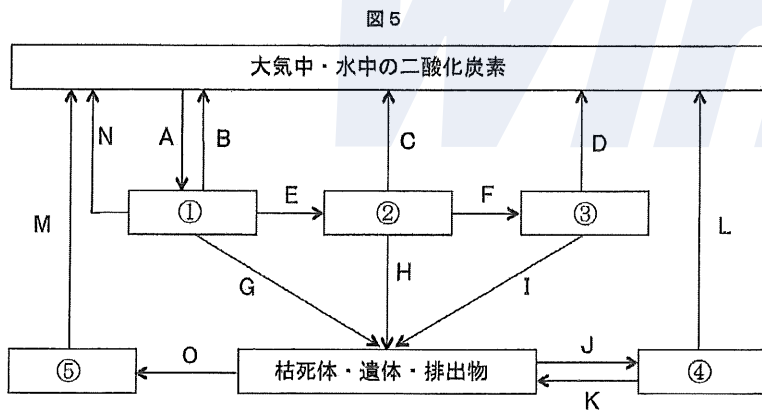 図5
大気中・水中の二酸化炭素
N A B C D
M ① E ② F ③ L
G H I
⑤ O 枯死体・遺体・排出物 J ④
K
win